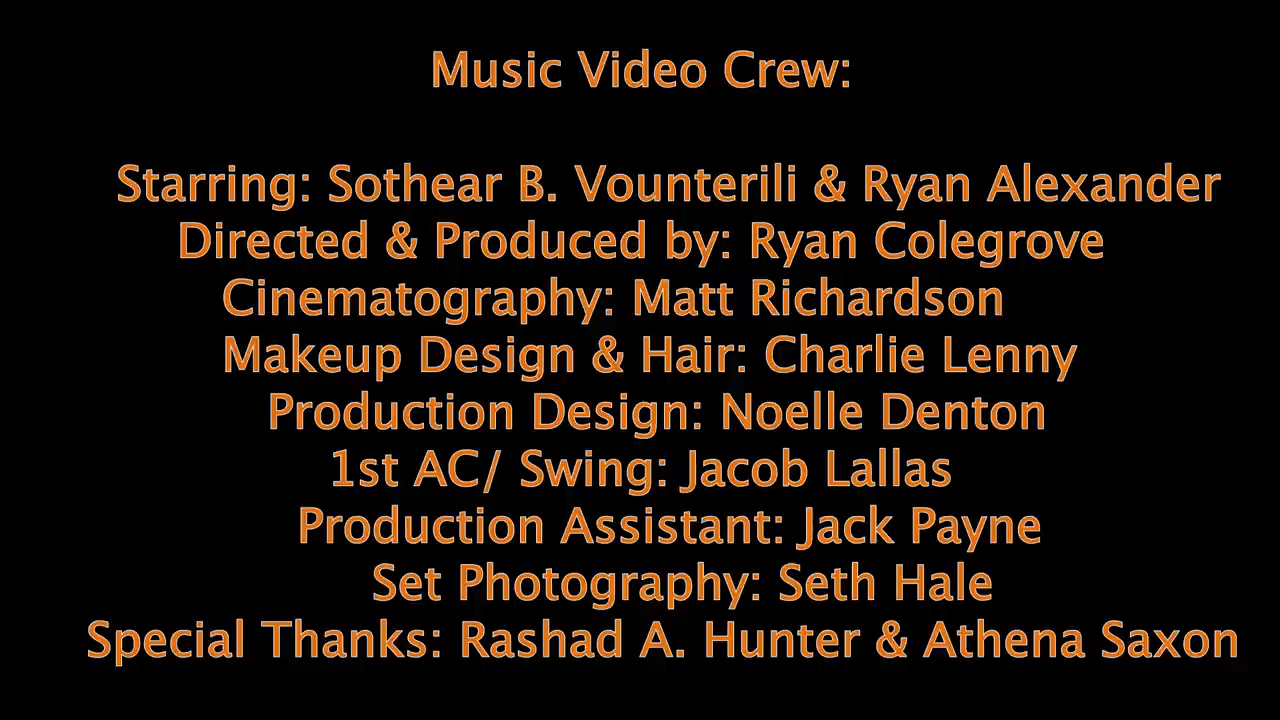 Music Video Crew:
Starring: Sothear B. Vounterili & Ryan Alexander
Directed & Produced by: Ryan Colegrove
Cinematography: Matt Richardson
Makeup Design & Hair: Charlie Lenny
Production Design: Noelle Denton
1st AC/ Swing: Jacob Lallas
Production Assistant: Jack Payne
Set Photography: Seth Hale
Special Thanks: Rashad A. Hunter & Athena Saxon